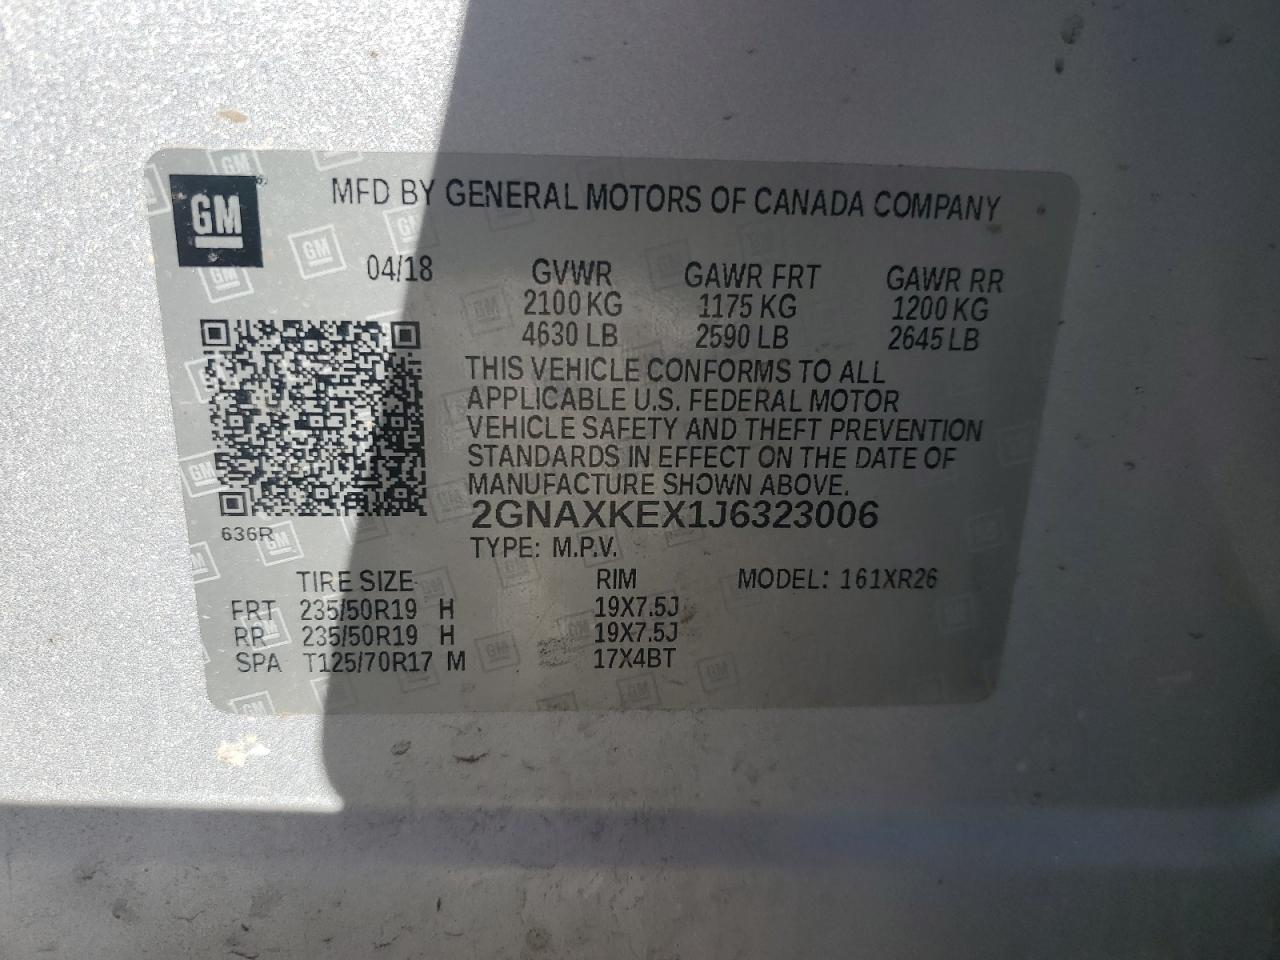 GM
MFD BY GENERAL MOTORS OF CANADA COMPANY
04/18 GVWR GAWR FRT GAWR RR
2100 KG 1175 KG 1200 KG
4630 LB 2590 LB 2645 LB
THIS VEHICLE CONFORMS TO ALL
APPLICABLE U.S. FEDERAL MOTOR
VEHICLE SAFETY AND THEFT PREVENTION
STANDARDS IN EFFECT ON THE DATE OF
MANUFACTURE SHOWN ABOVE.
2GNAXKEX1J6323006
636R
TYPE: M.P.V.
TIRE SIZE RIM MODEL: 161XR26
FRT 235/50R19 H 19X7.5J
RR 235/50R19 H 19X7.5J
SPA T125/70R17 M 17X4BT